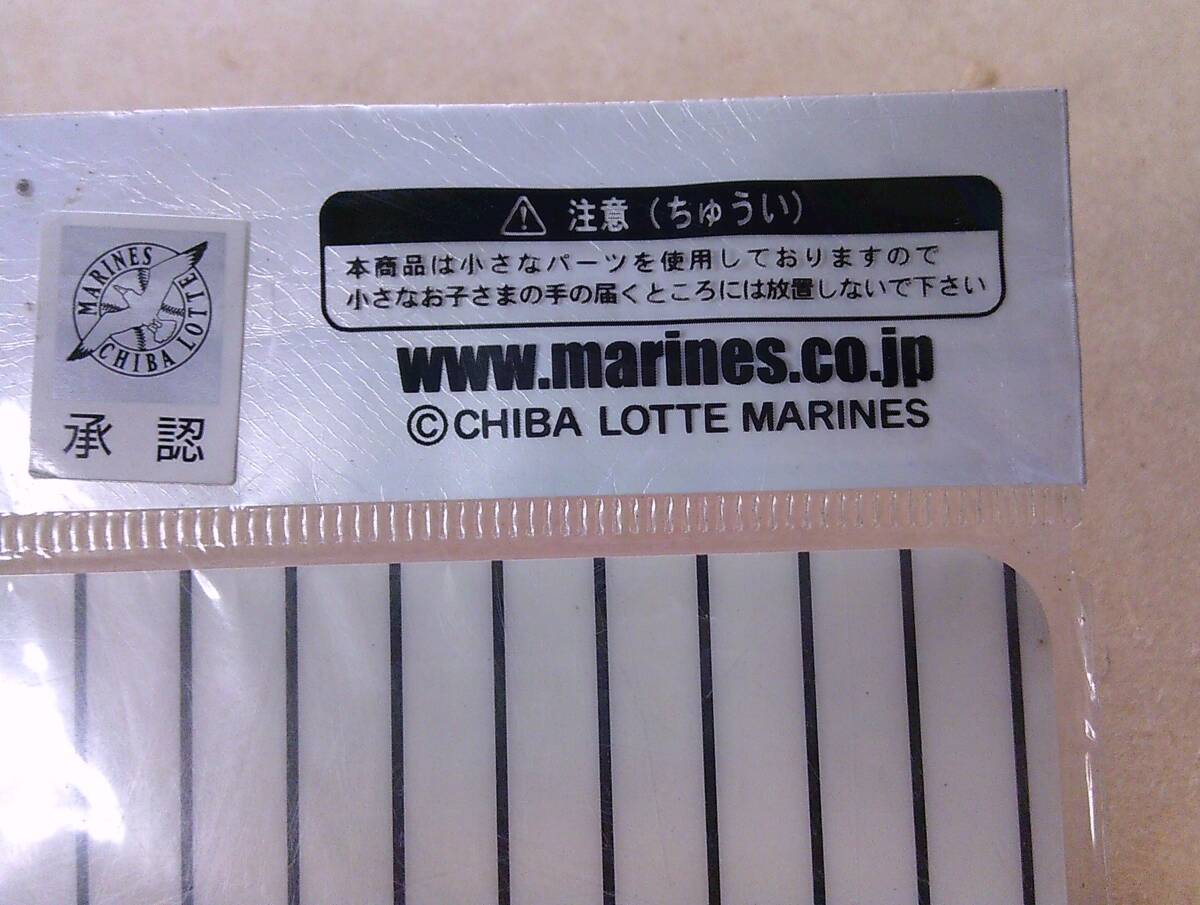 MARINES
CHIBA LOTTE
承認
注意（ちゅうい）
本商品は小さなパーツを使用しておりますので
小さなお子さまの手の届くところには放置しないで下さい
www.marines.co.jp
©CHIBA LOTTE MARINES